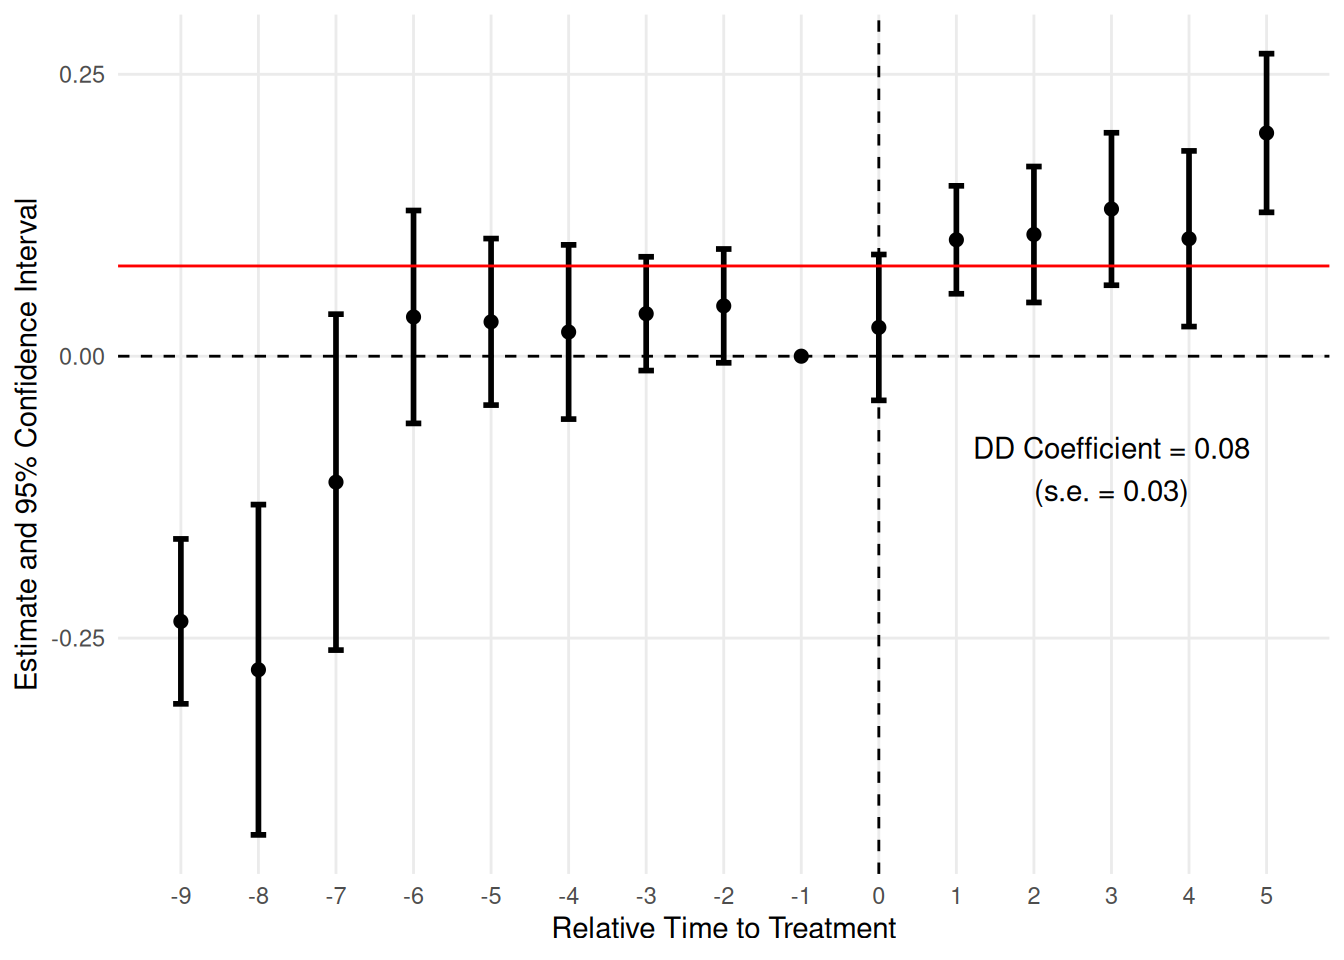 Estimate and 95% Confidence Interval
0.25
0.00
-0.25
DD Coefficient = 0.08
(s.e. = 0.03)
-9 -8 -7 -6 -5 -4 -3 -2 -1 0 1 2 3 4 5
Relative Time to Treatment